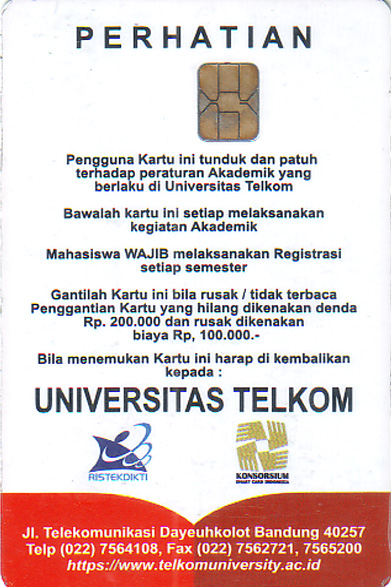 PERHATIAN
Pengguna Kartu ini tunduk dan patuh
terhadap peraturan Akademik yang
berlaku di Universitas Telkom
Bawalah kartu ini setiap melaksanakan
kegiatan Akademik
Mahasiswa WAJIB melaksanakan Registrasi
setiap semester
Gantilah Kartu ini bila rusak / tidak terbaca
Penggantian Kartu yang hilang dikenakan denda
Rp. 200.000 dan rusak dikenakan
biaya Rp, 100.000.-
Bila menemukan Kartu ini harap di kembalikan
kepada :
UNIVERSITAS TELKOM
RISTEKDIKTI
KONSORSIUM
SMART CARD INDONESIA
Jl. Telekomunikasi Dayeuhkolot Bandung 40257
Telp (022) 7564108, Fax (022) 7562721, 7565200
https://www.telkomuniversity.ac.id